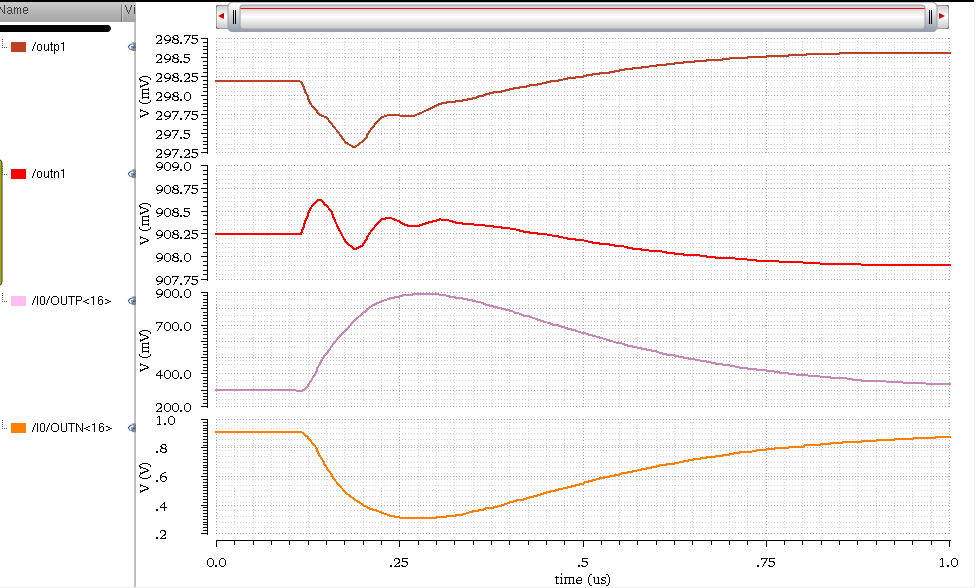 Name Vi
/outp1
/outn1
/I0/OUTP<16>
/I0/OUTN<16>
298.75
298.5
298.25
298.0
297.75
297.5
297.25
V (mV)
909.0
908.75
908.5
908.25
908.0
907.75
V (mV)
900.0
700.0
400.0
200.0
V (mV)
1.0
.8
.6
.4
.2
V (V)
0.0 .25 .5 .75 1.0
time (us)